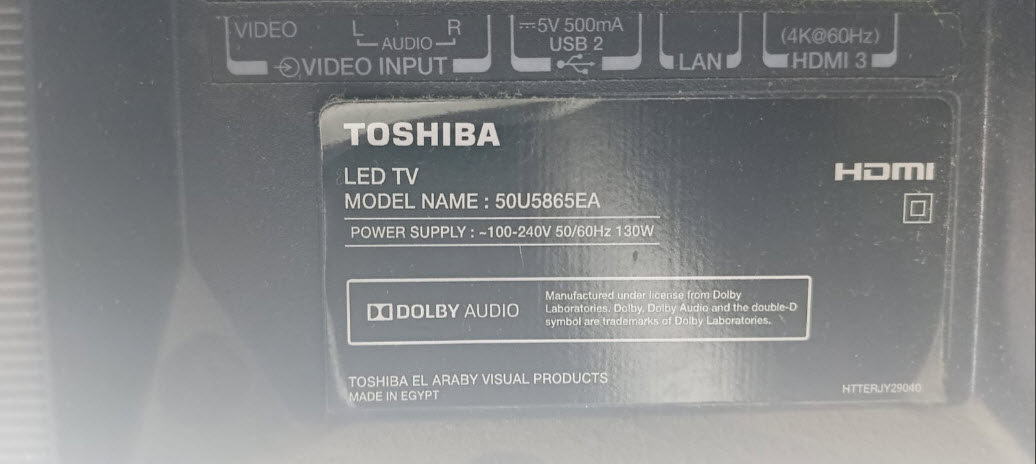 VIDEO L R
AUDIO
VIDEO INPUT
5V 500mA
USB 2
LAN
(4K@60Hz)
HDMI 3
TOSHIBA
LED TV
MODEL NAME : 50U5865EA
POWER SUPPLY : ~100-240V 50/60Hz 130W
HDMI
DOLBY AUDIO
Manufactured under license from Dolby
Laboratories. Dolby, Dolby Audio and the double-D
symbol are trademarks of Dolby Laboratories.
TOSHIBA EL ARABY VISUAL PRODUCTS
MADE IN EGYPT
HTTERJY29040